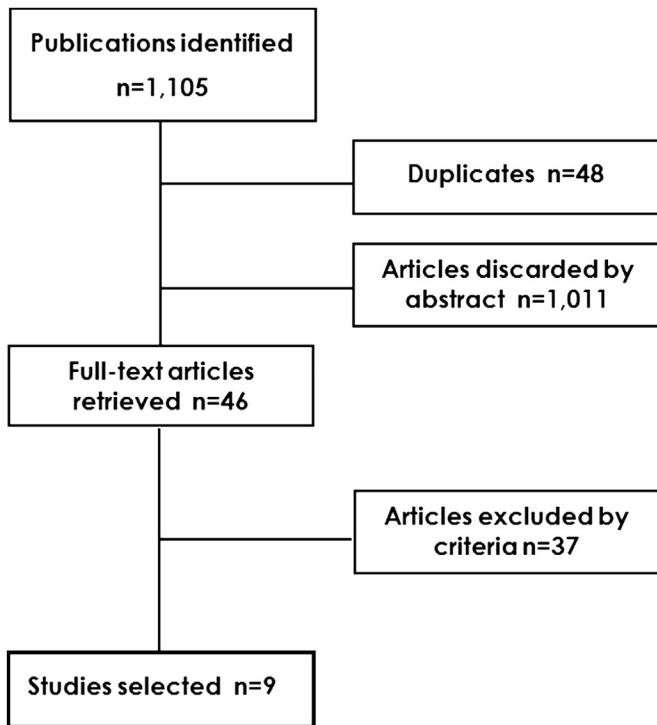 Publications identified
n=1,105
Duplicates n=48
Articles discarded by
abstract n=1,011
Full-text articles
retrieved n=46
Articles excluded by
criteria n=37
Studies selected n=9